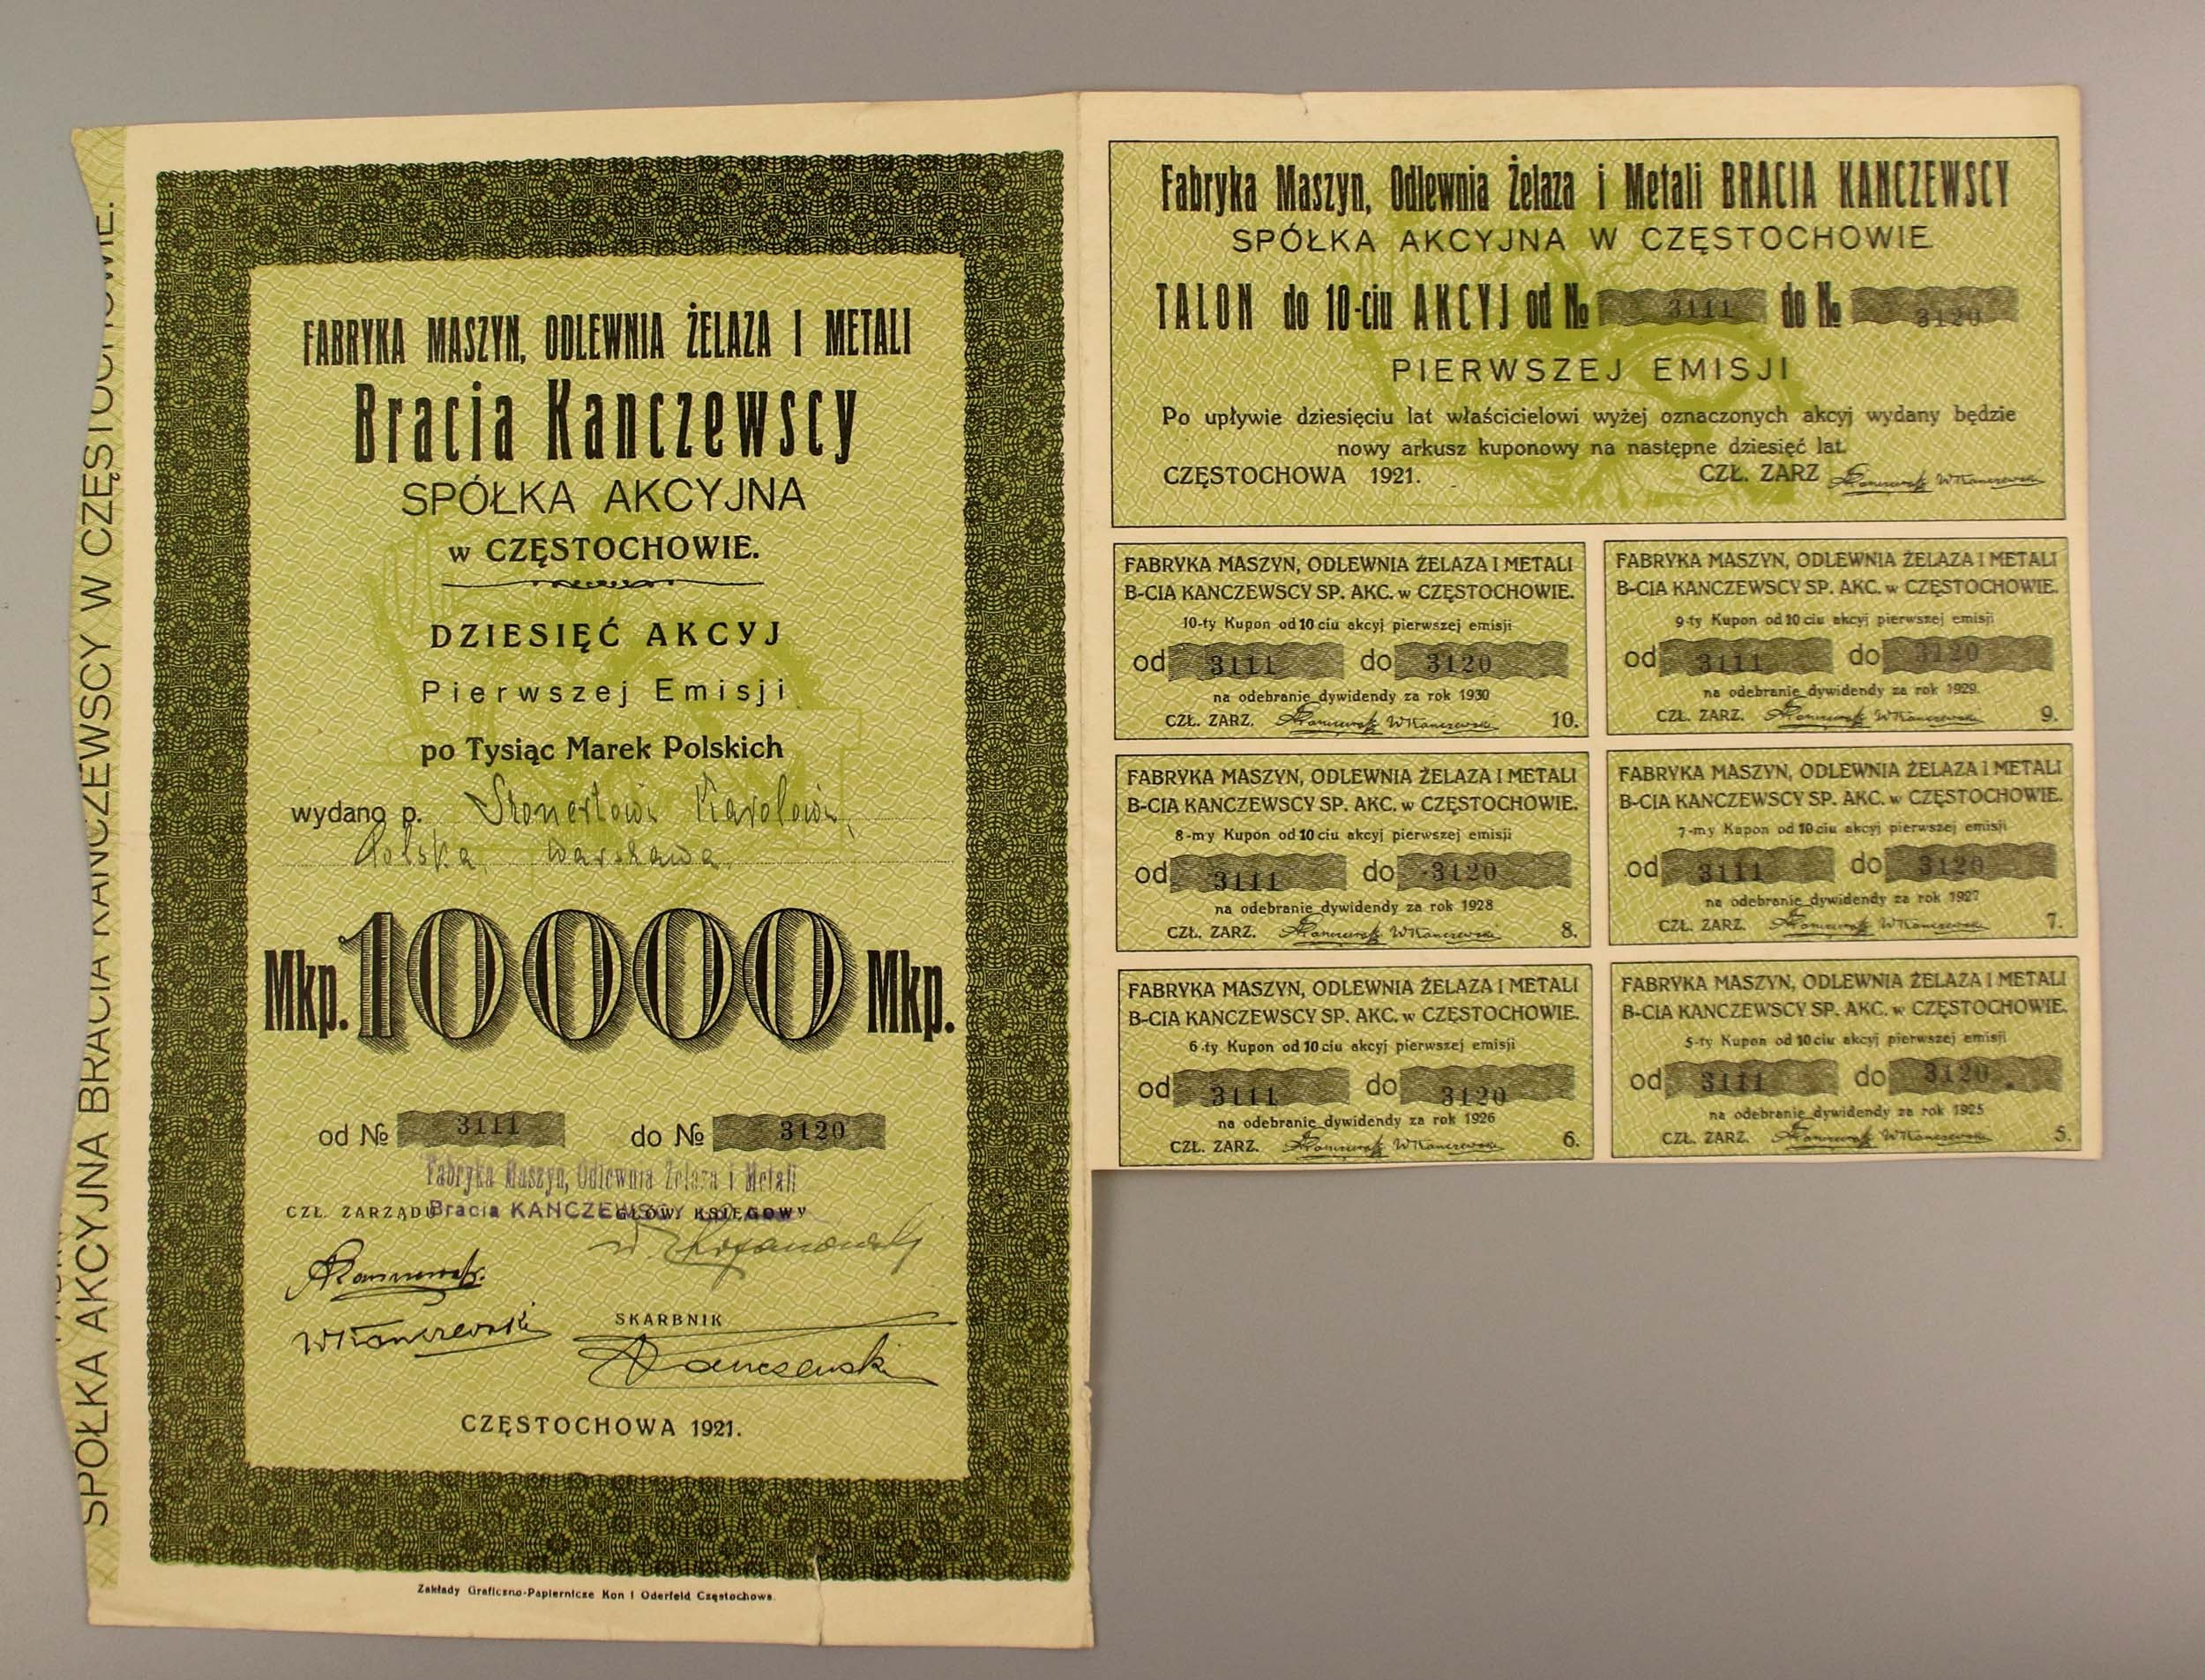 SPÓŁKA AKCYJNA BRACIA KANCZEWSCY W CZĘSTOCHOWIE.
FABRYKA MASZYN, ODLEWNIA ŻELAZA I METALI
Bracia Kanczewscy
SPÓŁKA AKCYJNA
w CZĘSTOCHOWIE.
DZIESIĘĆ AKCYJ
Pierwszej Emisji
po Tysiąc Marek Polskich
wydano p. Stonertowi Karolowi,
Polska, Warszawa.
Mkp. 10000 Mkp.
od № 3111 do № 3120
Fabryka Maszyn, Odlewnia Żelaza i Metali
Bracia KANCZEWSCY
CZŁ. ZARZĄDU GŁÓW. KSIĘGOWY
WKanczewski
SKARBNIK
Kanczewski
CZĘSTOCHOWA 1921.
Zakłady Graficzno-Papiernicze Kon i Oderfeld Częstochowa.
Fabryka Maszyn, Odlewnia Żelaza i Metali BRACIA KANCZEWSCY
SPÓŁKA AKCYJNA W CZĘSTOCHOWIE
TALON do 10-ciu AKCYJ od № 3111 do № 3120
PIERWSZEJ EMISJI
Po upływie dziesięciu lat właścicielowi wyżej oznaczonych akcyj wydany będzie
nowy arkusz kuponowy na następne dziesięć lat.
CZĘSTOCHOWA 1921. CZŁ. ZARZ WKanczewski
FABRYKA MASZYN, ODLEWNIA ŻELAZA I METALI
B-CIA KANCZEWSCY SP. AKC. w CZĘSTOCHOWIE.
10-ty Kupon od 10 ciu akcyj pierwszej emisji
od 3111 do 3120
na odebranie dywidendy za rok 1930
CZŁ. ZARZ. WKanczewski 10.
FABRYKA MASZYN, ODLEWNIA ŻELAZA I METALI
B-CIA KANCZEWSCY SP. AKC. w CZĘSTOCHOWIE.
9-ty Kupon od 10 ciu akcyj pierwszej emisji
od 3111 do 3120
na odebranie dywidendy za rok 1929.
CZŁ. ZARZ. WKanczewski 9.
FABRYKA MASZYN, ODLEWNIA ŻELAZA I METALI
B-CIA KANCZEWSCY SP. AKC. w CZĘSTOCHOWIE.
8-my Kupon od 10 ciu akcyj pierwszej emisji
od 3111 do 3120
na odebranie dywidendy za rok 1928
CZŁ. ZARZ. WKanczewski 8.
FABRYKA MASZYN, ODLEWNIA ŻELAZA I METALI
B-CIA KANCZEWSCY SP. AKC. w CZĘSTOCHOWIE.
7-my Kupon od 10 ciu akcyj pierwszej emisji
od 3111 do 3120
na odebranie dywidendy za rok 1927
CZŁ. ZARZ. WKanczewski 7.
FABRYKA MASZYN, ODLEWNIA ŻELAZA I METALI
B-CIA KANCZEWSCY SP. AKC. w CZĘSTOCHOWIE.
6-ty Kupon od 10 ciu akcyj pierwszej emisji
od 3111 do 3120
na odebranie dywidendy za rok 1926
CZŁ. ZARZ. WKanczewski 6.
FABRYKA MASZYN, ODLEWNIA ŻELAZA I METALI
B-CIA KANCZEWSCY SP. AKC. w CZĘSTOCHOWIE.
5-ty Kupon od 10 ciu akcyj pierwszej emisji
od 3111 do 3120
na odebranie dywidendy za rok 1925
CZŁ. ZARZ. WKanczewski 5.